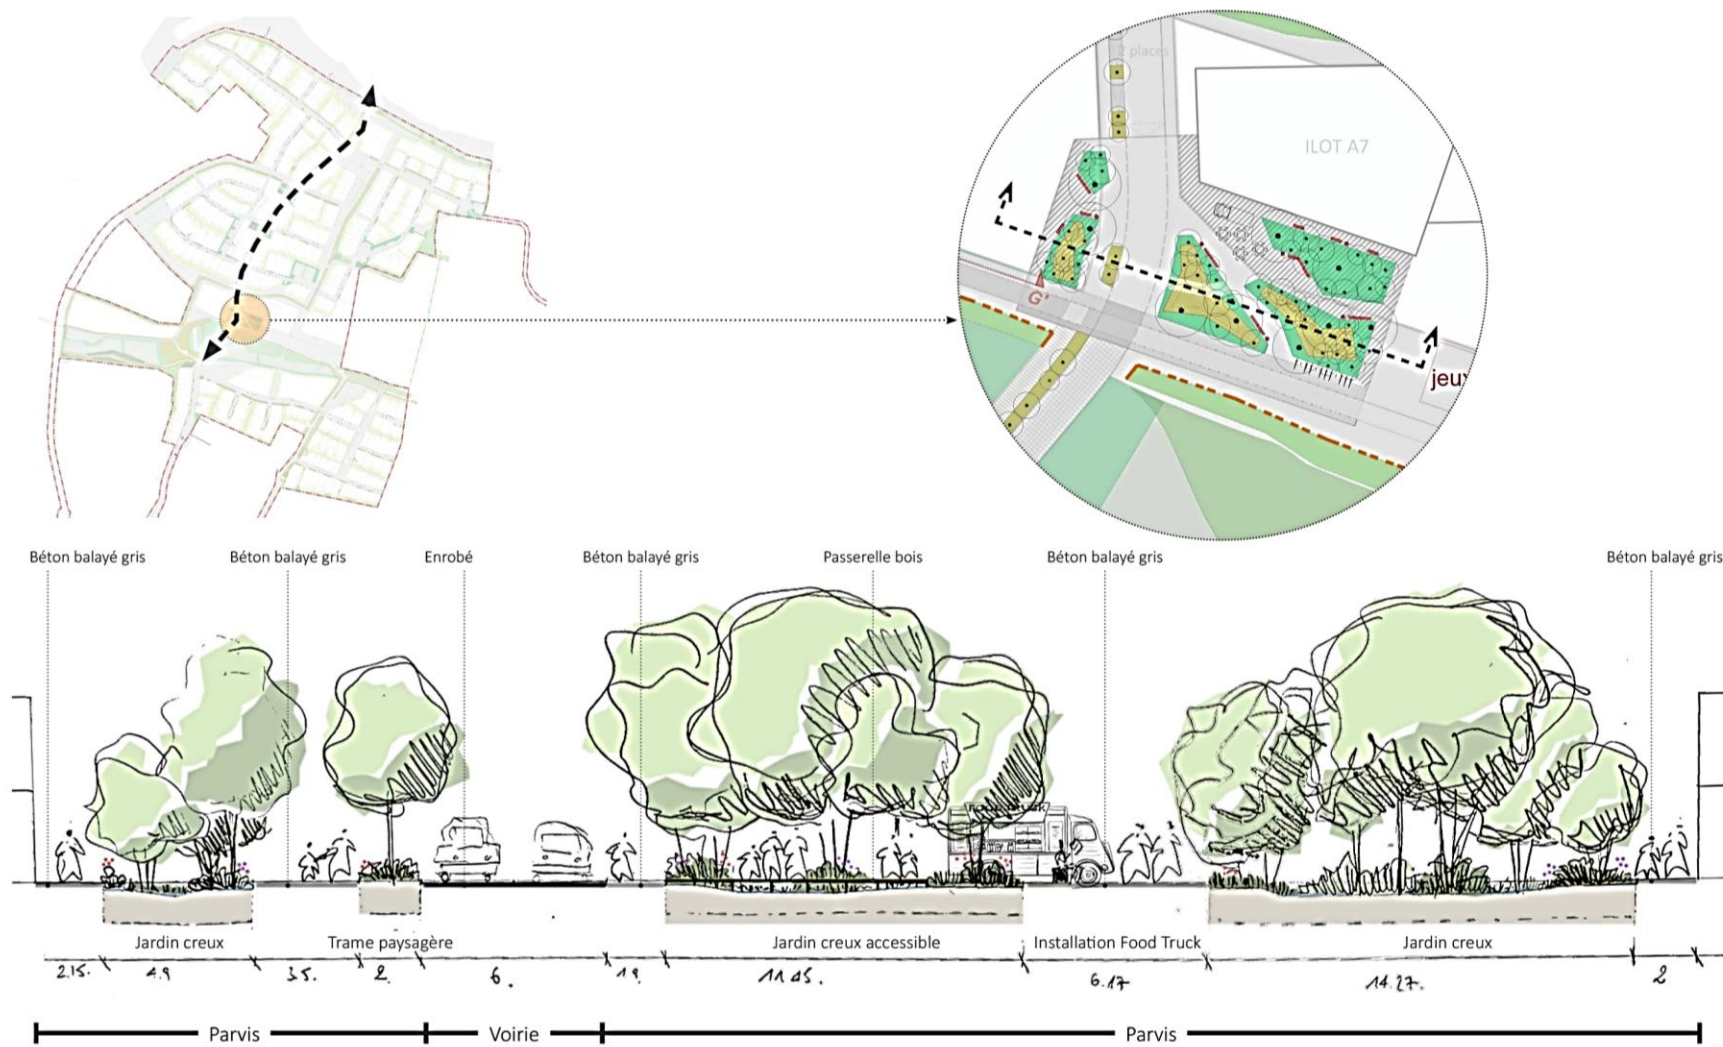 2 places
ILOT A7
G'
jeux
Béton balayé gris
Béton balayé gris
Enrobé
Béton balayé gris
Passerelle bois
Béton balayé gris
Béton balayé gris
Jardin creux
Trame paysagère
Jardin creux accessible
Installation Food Truck
Jardin creux
2.15.
4.9
3.5.
2.
6.
1.9.
11.45.
6.17
14.27.
2
Parvis
Voirie
Parvis